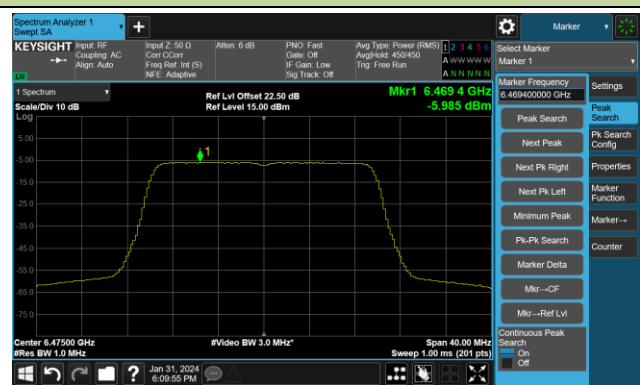 Spectrum Analyzer 1
Swept SA
+
Marker
KEYSIGHT
Input: RF
Coupling: AC
Align: Auto
Input Z: 50 Ω
Corr CCorr
Freq Ref: Int (S)
NFE: Adaptive
Atten: 6 dB
PNO: Fast
Gate: Off
IF Gain: Low
Sig Track: Off
Avg Type: Power (RMS)
Avg|Hold: 450/450
Trig: Free Run
1 2 3 4 5 6
A W W W W W
A N N N N N
LW
Select Marker
Marker 1
1 Spectrum
Scale/Div 10 dB
Log
Ref Lvl Offset 22.50 dB
Ref Level 15.00 dBm
Mkr1 6.469 4 GHz
-5.985 dBm
5.00
-5.00
-15.0
-25.0
-35.0
-45.0
-55.0
-65.0
-75.0
1
Center 6.47500 GHz
#Res BW 1.0 MHz
#Video BW 3.0 MHz*
Span 40.00 MHz
Sweep 1.00 ms (201 pts)
Marker Frequency
6.469400000 GHz
Peak Search
Next Peak
Next Pk Right
Next Pk Left
Minimum Peak
Pk-Pk Search
Marker Delta
Mkr→CF
Mkr→Ref Lvl
Continuous Peak
Search
On
Off
Settings
Peak
Search
Pk Search
Config
Properties
Marker
Function
Marker→
Counter
?
Jan 31, 2024
6:09:55 PM